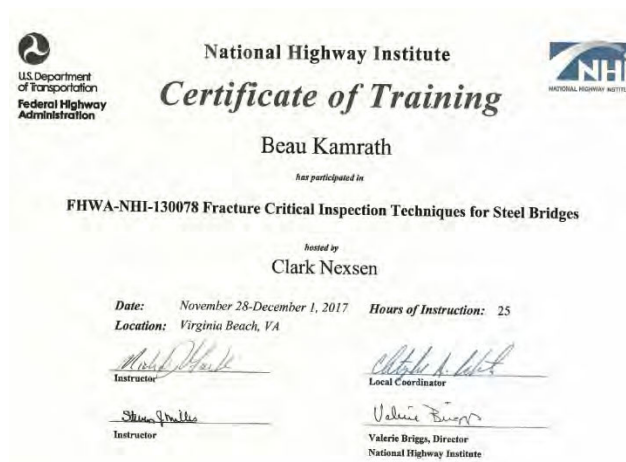 U.S. Department
of Transportation
Federal Highway
Administration
National Highway Institute
NHI
NATIONAL HIGHWAY INSTITUTE
Certificate of Training
Beau Kamrath
has participated in
FHWA-NHI-130078 Fracture Critical Inspection Techniques for Steel Bridges
hosted by
Clark Nexsen
Date: November 28-December 1, 2017 Hours of Instruction: 25
Location: Virginia Beach, VA
Instructor
Local Coordinator
Valerie Briggs
Instructor
Valerie Briggs, Director
National Highway Institute